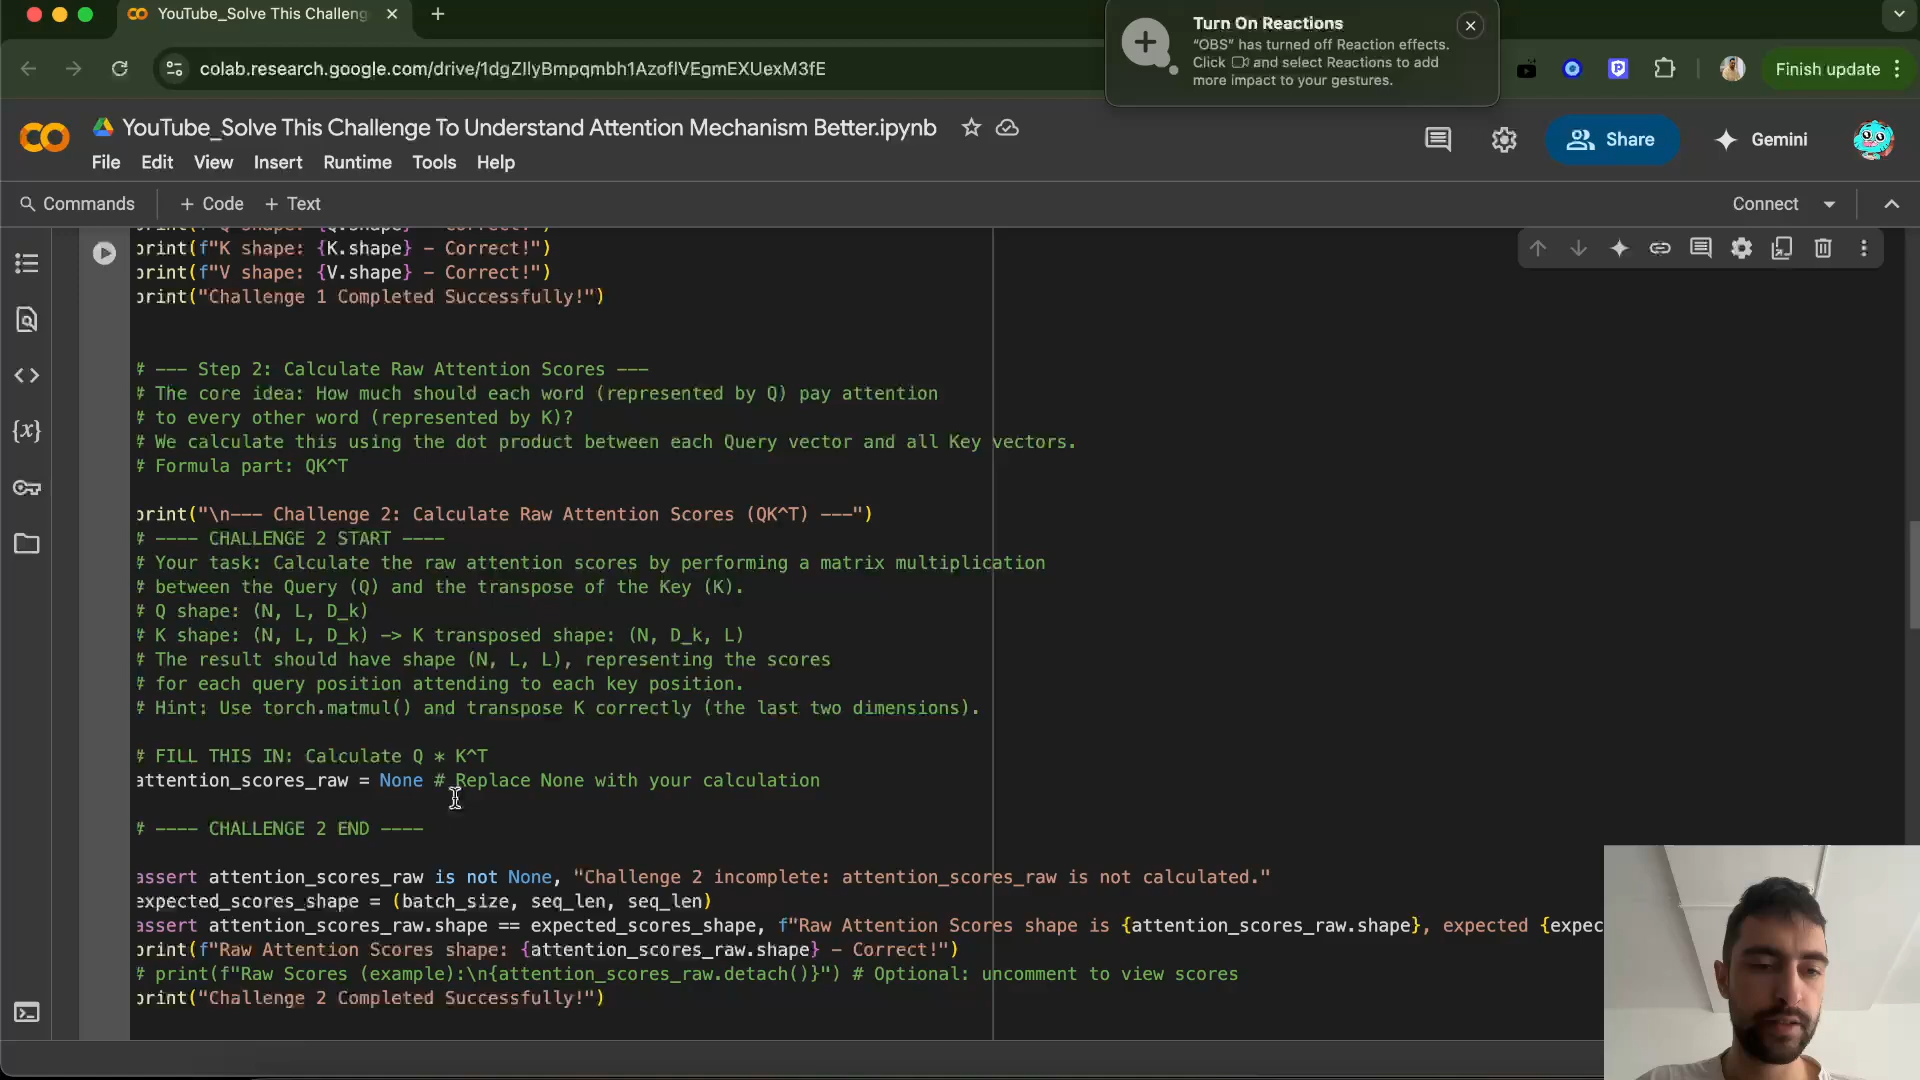 YouTube_Solve This Challeng
Turn On Reactions
"OBS" has turned off Reaction effects.
Click and select Reactions to add
more impact to your gestures.
colab.research.google.com/drive/1dgZIlyBmpqmbh1AzoflVEgmEXUexM3fE
Finish update
YouTube_Solve This Challenge To Understand Attention Mechanism Better.ipynb
Share
Gemini
File Edit View Insert Runtime Tools Help
Commands + Code + Text
Connect
print(f"Q shape: {Q.shape} - Correct!")
print(f"K shape: {K.shape} - Correct!")
print(f"V shape: {V.shape} - Correct!")
print("Challenge 1 Completed Successfully!")
# --- Step 2: Calculate Raw Attention Scores ---
# The core idea: How much should each word (represented by Q) pay attention
# to every other word (represented by K)?
# We calculate this using the dot product between each Query vector and all Key vectors.
# Formula part: QK^T
print("\n--- Challenge 2: Calculate Raw Attention Scores (QK^T) ---")
# ---- CHALLENGE 2 START ----
# Your task: Calculate the raw attention scores by performing a matrix multiplication
# between the Query (Q) and the transpose of the Key (K).
# Q shape: (N, L, D_k)
# K shape: (N, L, D_k) -> K transposed shape: (N, D_k, L)
# The result should have shape (N, L, L), representing the scores
# for each query position attending to each key position.
# Hint: Use torch.matmul() and transpose K correctly (the last two dimensions).
# FILL THIS IN: Calculate Q * K^T
attention_scores_raw = None # Replace None with your calculation
# ---- CHALLENGE 2 END ----
assert attention_scores_raw is not None, "Challenge 2 incomplete: attention_scores_raw is not calculated."
expected_scores_shape = (batch_size, seq_len, seq_len)
assert attention_scores_raw.shape == expected_scores_shape, f"Raw Attention Scores shape is {attention_scores_raw.shape}, expected {expec
print(f"Raw Attention Scores shape: {attention_scores_raw.shape} - Correct!")
# print(f"Raw Scores (example):\n{attention_scores_raw.detach()}") # Optional: uncomment to view scores
print("Challenge 2 Completed Successfully!")